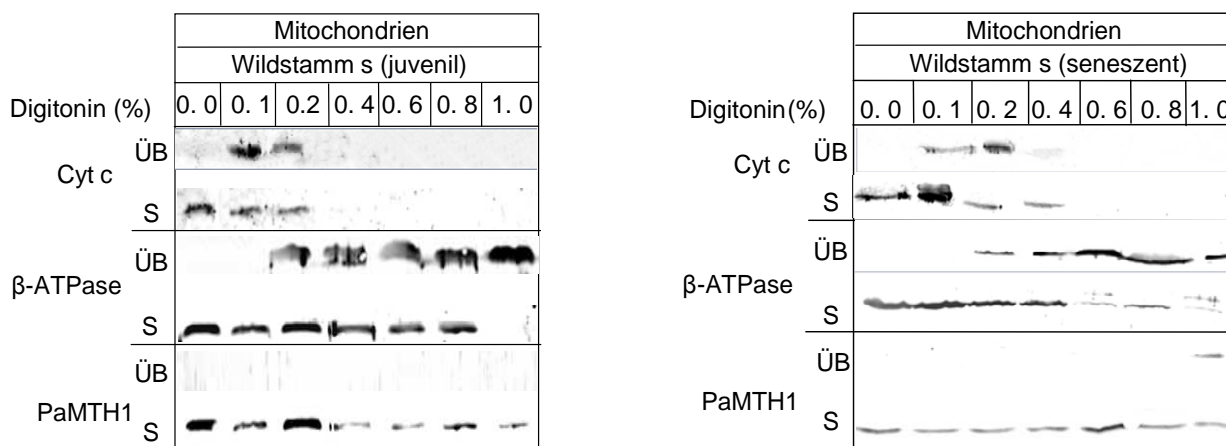 Mitochondrien
Wildstamm s (juvenil)
Digitonin (%) 0. 0 0. 1 0.2 0. 4 0. 6 0. 8 1. 0
Cyt c
ÜB
S
β-ATPase
ÜB
S
PaMTH1
ÜB
S
Mitochondrien
Wildstamm s (seneszent)
Digitonin(%) 0. 0 0. 1 0. 2 0. 4 0. 6 0. 8 1. 0
Cyt c
ÜB
S
β-ATPase
ÜB
S
PaMTH1
ÜB
S